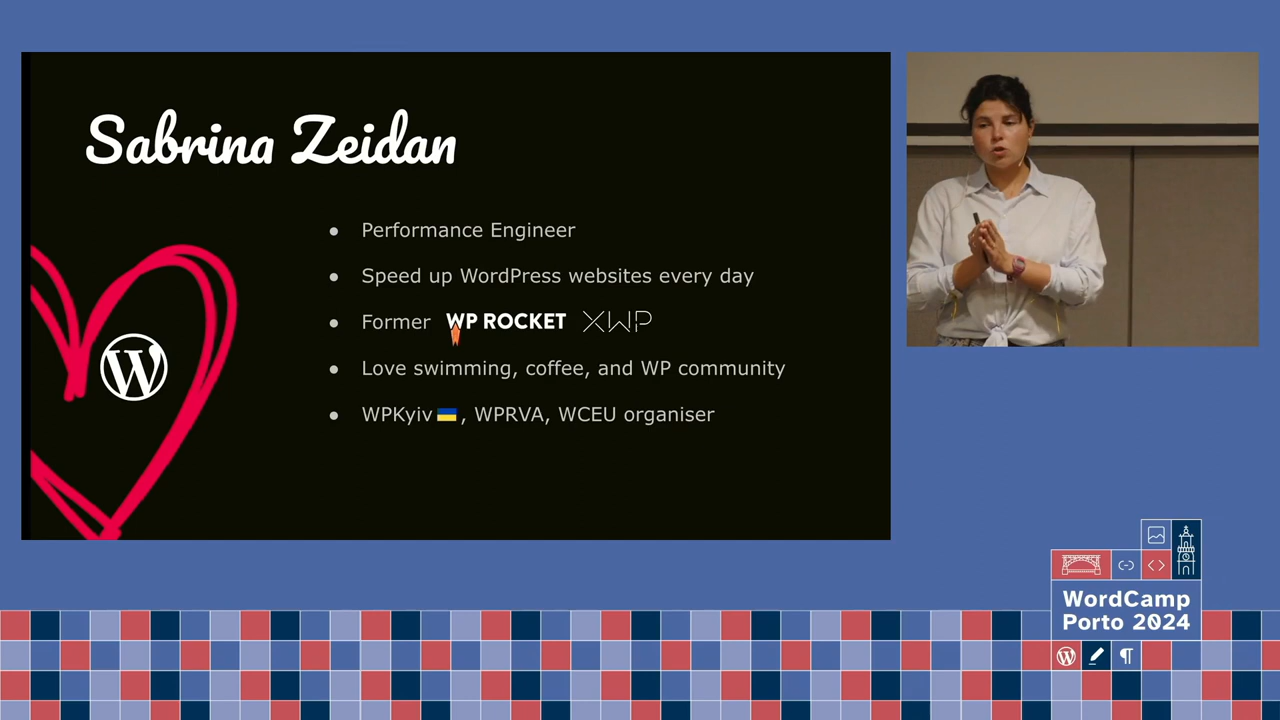 Sabrina Zeidan
Performance Engineer
Speed up WordPress websites every day
Former WP ROCKET XWP
Love swimming, coffee, and WP community
WPKyiv, WPRVA, WCEU organiser
WordCamp
Porto 2024